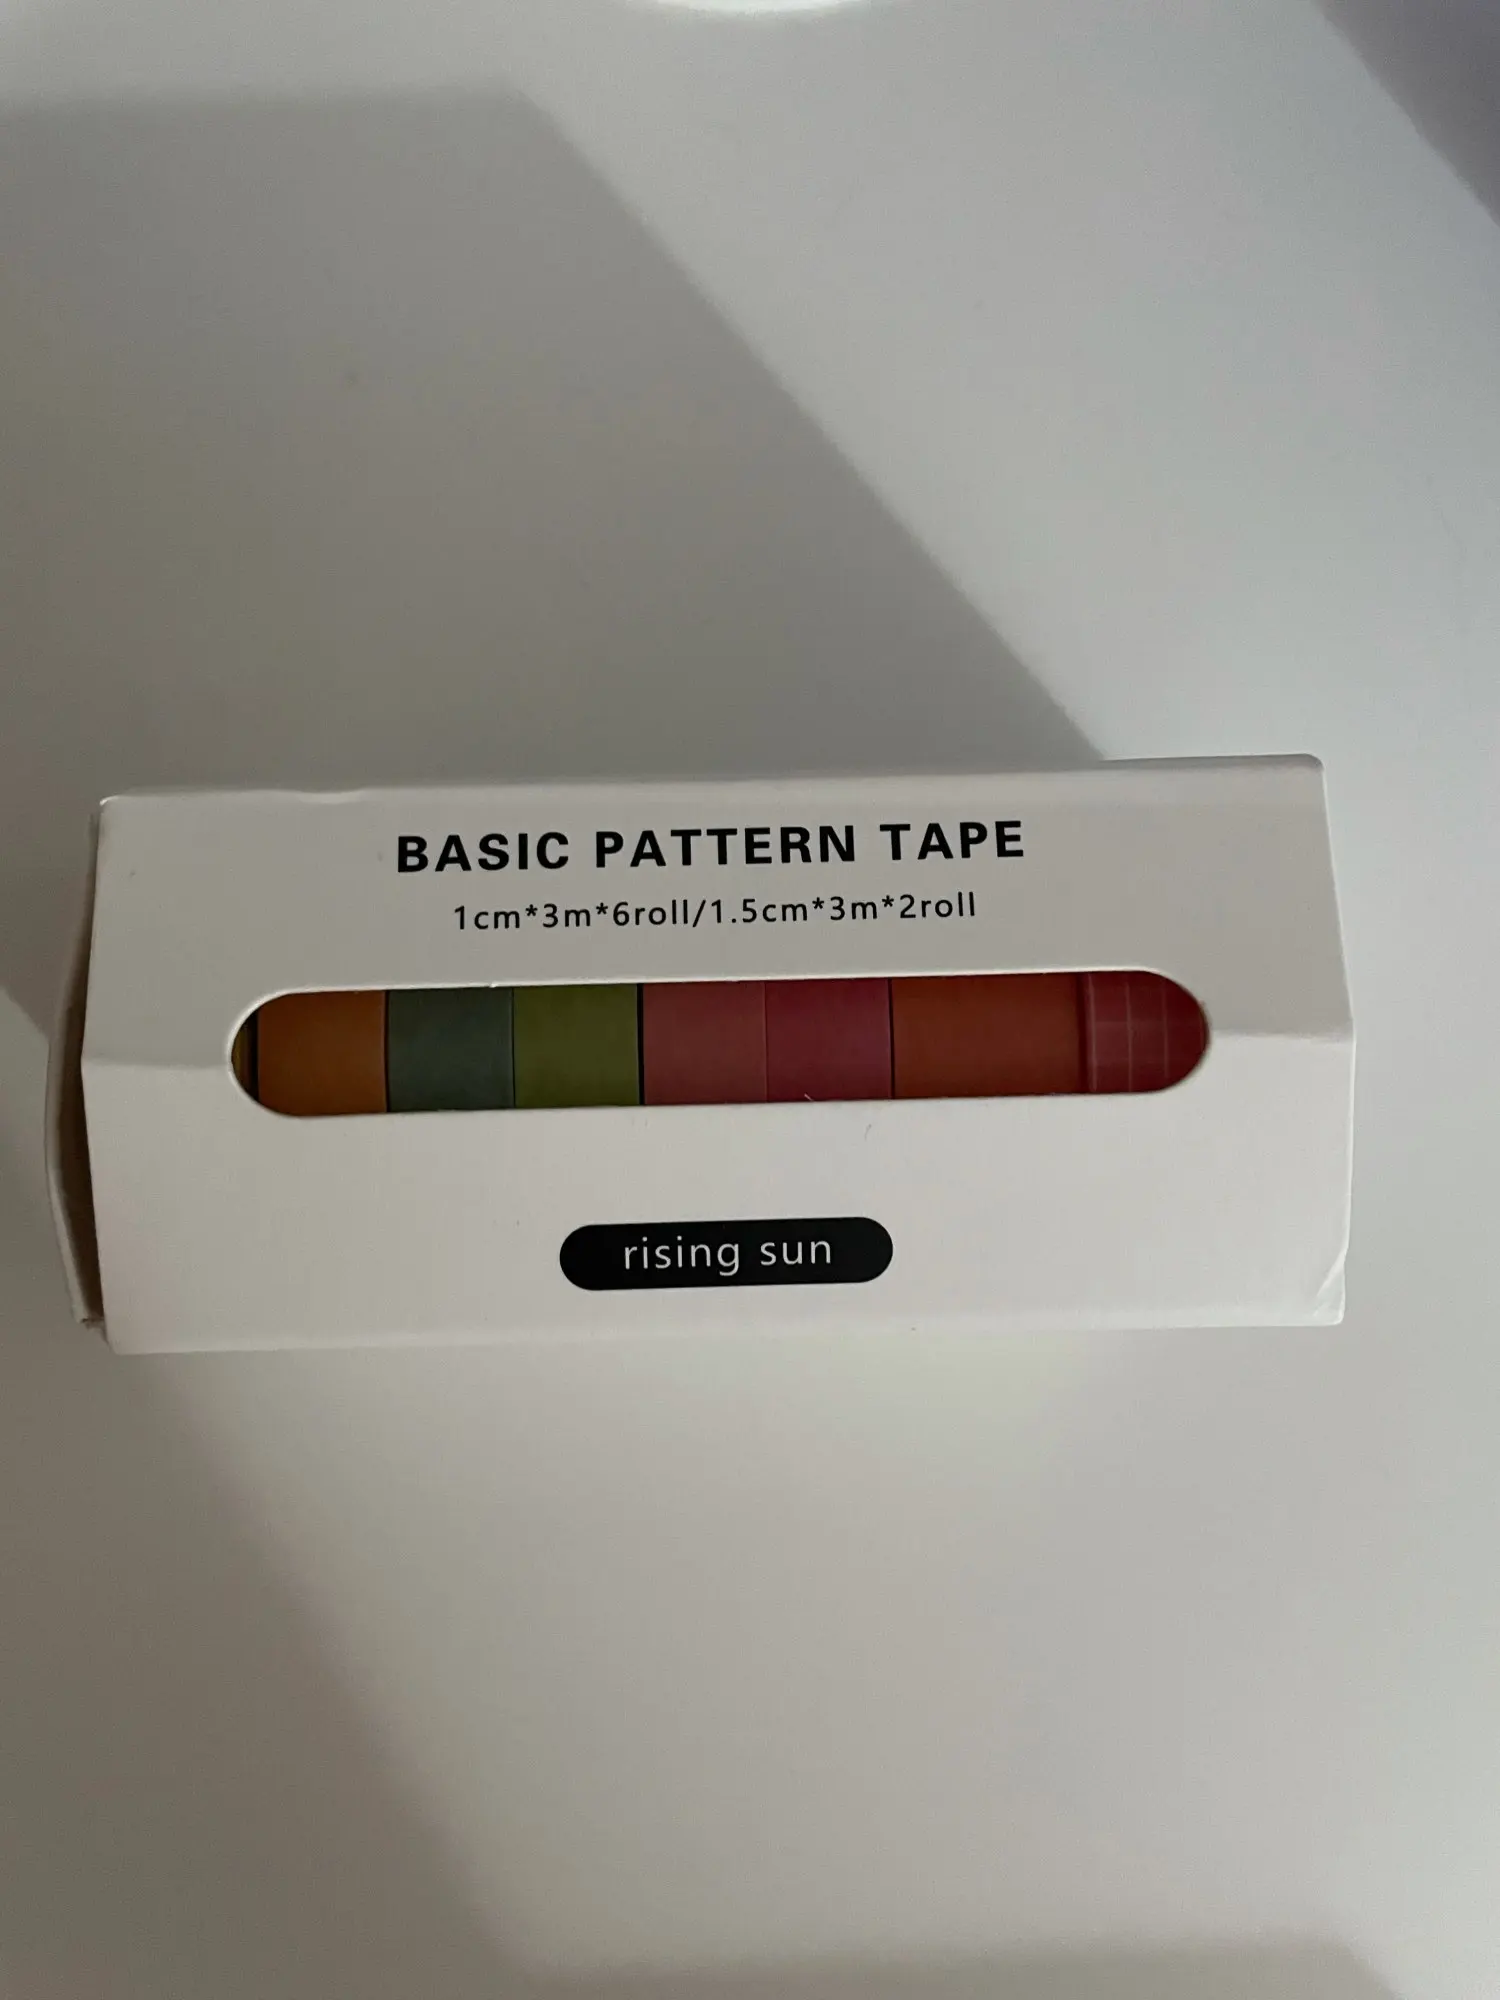 BASIC PATTERN TAPE
1cm*3m*6roll/1.5cm*3m*2roll
rising sun